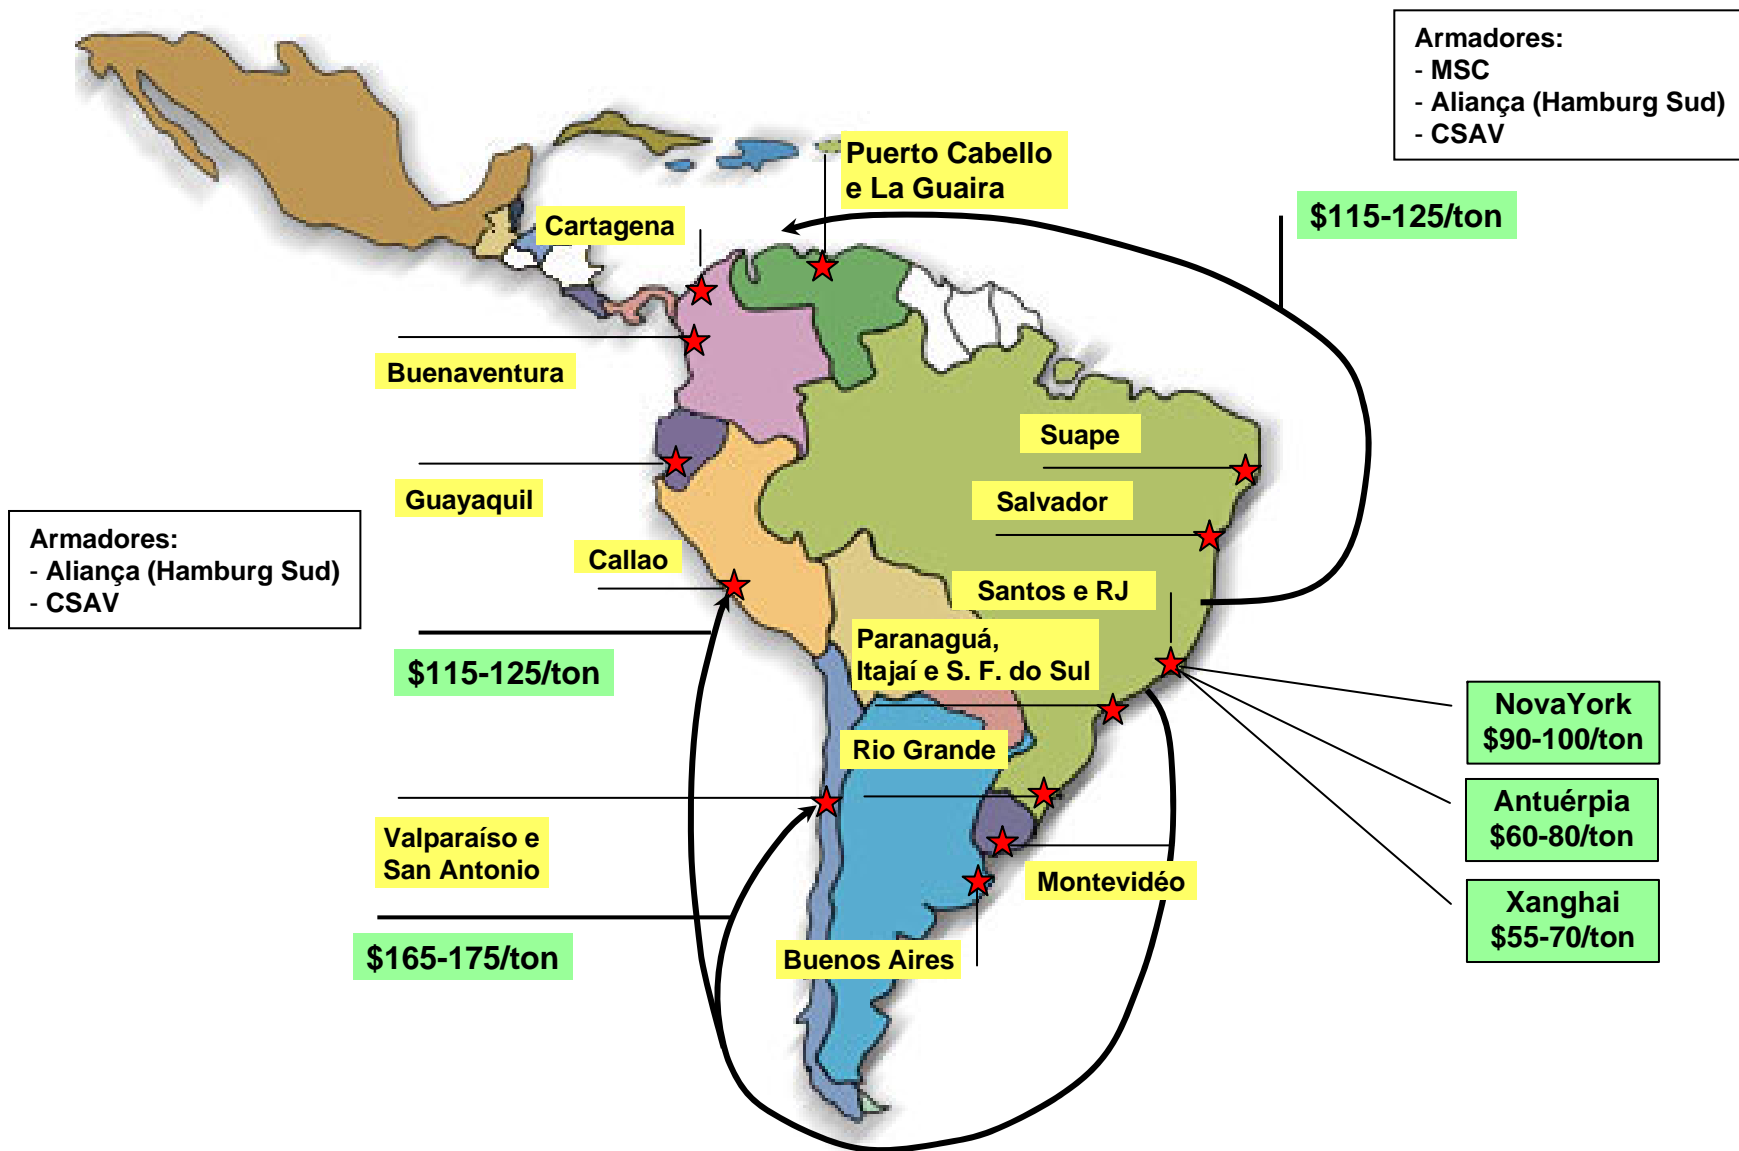 Armadores:
- MSC
- Aliança (Hamburg Sud)
- CSAV
Puerto Cabello
e La Guaira
$115-125/ton
Cartagena
Buenaventura
Suape
Guayaquil
Salvador
Armadores:
- Aliança (Hamburg Sud)
- CSAV
Callao
Santos e RJ
Paranaguá,
Itajaí e S. F. do Sul
$115-125/ton
NovaYork
$90-100/ton
Rio Grande
Antuérpia
$60-80/ton
Valparaíso e
San Antonio
Montevidéo
Xanghai
$55-70/ton
$165-175/ton
Buenos Aires